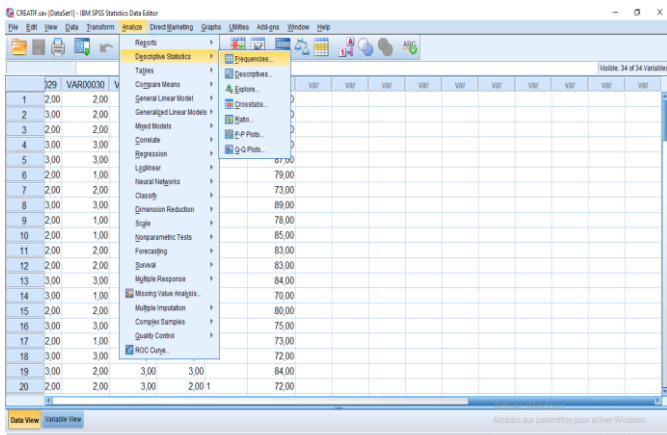 CREATIF.sav [DataSet1] - IBM SPSS Statistics Data Editor
File Edit View Data Transform Analyze Direct Marketing Graphs Utilities Add-ons Window Help
Visible: 34 of 34 Variables
Reports
Descriptive Statistics
Tables
Compare Means
General Linear Model
Generalized Linear Models
Mixed Models
Correlate
Regression
Loglinear
Neural Networks
Classify
Dimension Reduction
Scale
Nonparametric Tests
Forecasting
Survival
Multiple Response
Missing Value Analysis...
Multiple Imputation
Complex Samples
Quality Control
ROC Curve...
Frequencies...
Descriptives...
Explore...
Crosstabs...
Ratio...
P-P Plots...
Q-Q Plots...
029 VAR00030 V var var var var var var var
1 2,00 2,00 0
2 3,00 2,00 0
3 2,00 2,00 0
4 3,00 3,00 0
5 3,00 3,00 87,00
6 2,00 1,00 79,00
7 2,00 2,00 73,00
8 3,00 3,00 89,00
9 2,00 1,00 78,00
10 2,00 1,00 85,00
11 2,00 2,00 83,00
12 2,00 2,00 83,00
13 3,00 3,00 84,00
14 3,00 1,00 70,00
15 2,00 2,00 80,00
16 3,00 3,00 75,00
17 2,00 1,00 73,00
18 3,00 3,00 72,00
19 3,00 2,00 3,00 3,00 84,00
20 2,00 2,00 3,00 2,00 1 72,00
Accédez aux paramètres pour activer Windows.
Data View Variable View